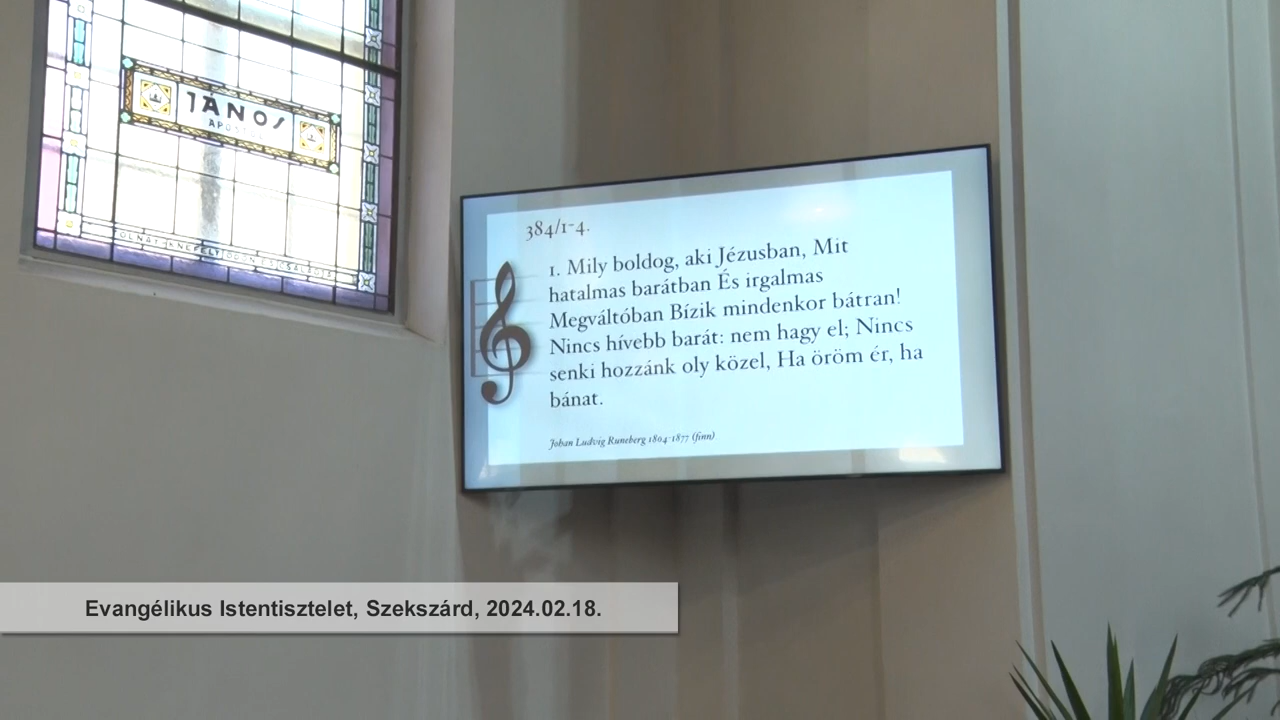 JÁNOS
384/1-4.
1. Mily boldog, aki Jézusban, Mit
hatalmas barátban És irgalmas
Megváltóban Bízik mindenkor bátran!
Nincs hívebb barát: nem hagy el; Nincs
senki hozzánk oly közel, Ha öröm ér, ha
bánat.
Johan Ludvig Runeberg 1804-1877 (finn)
Evangélikus Istentisztelet, Szekszárd, 2024.02.18.